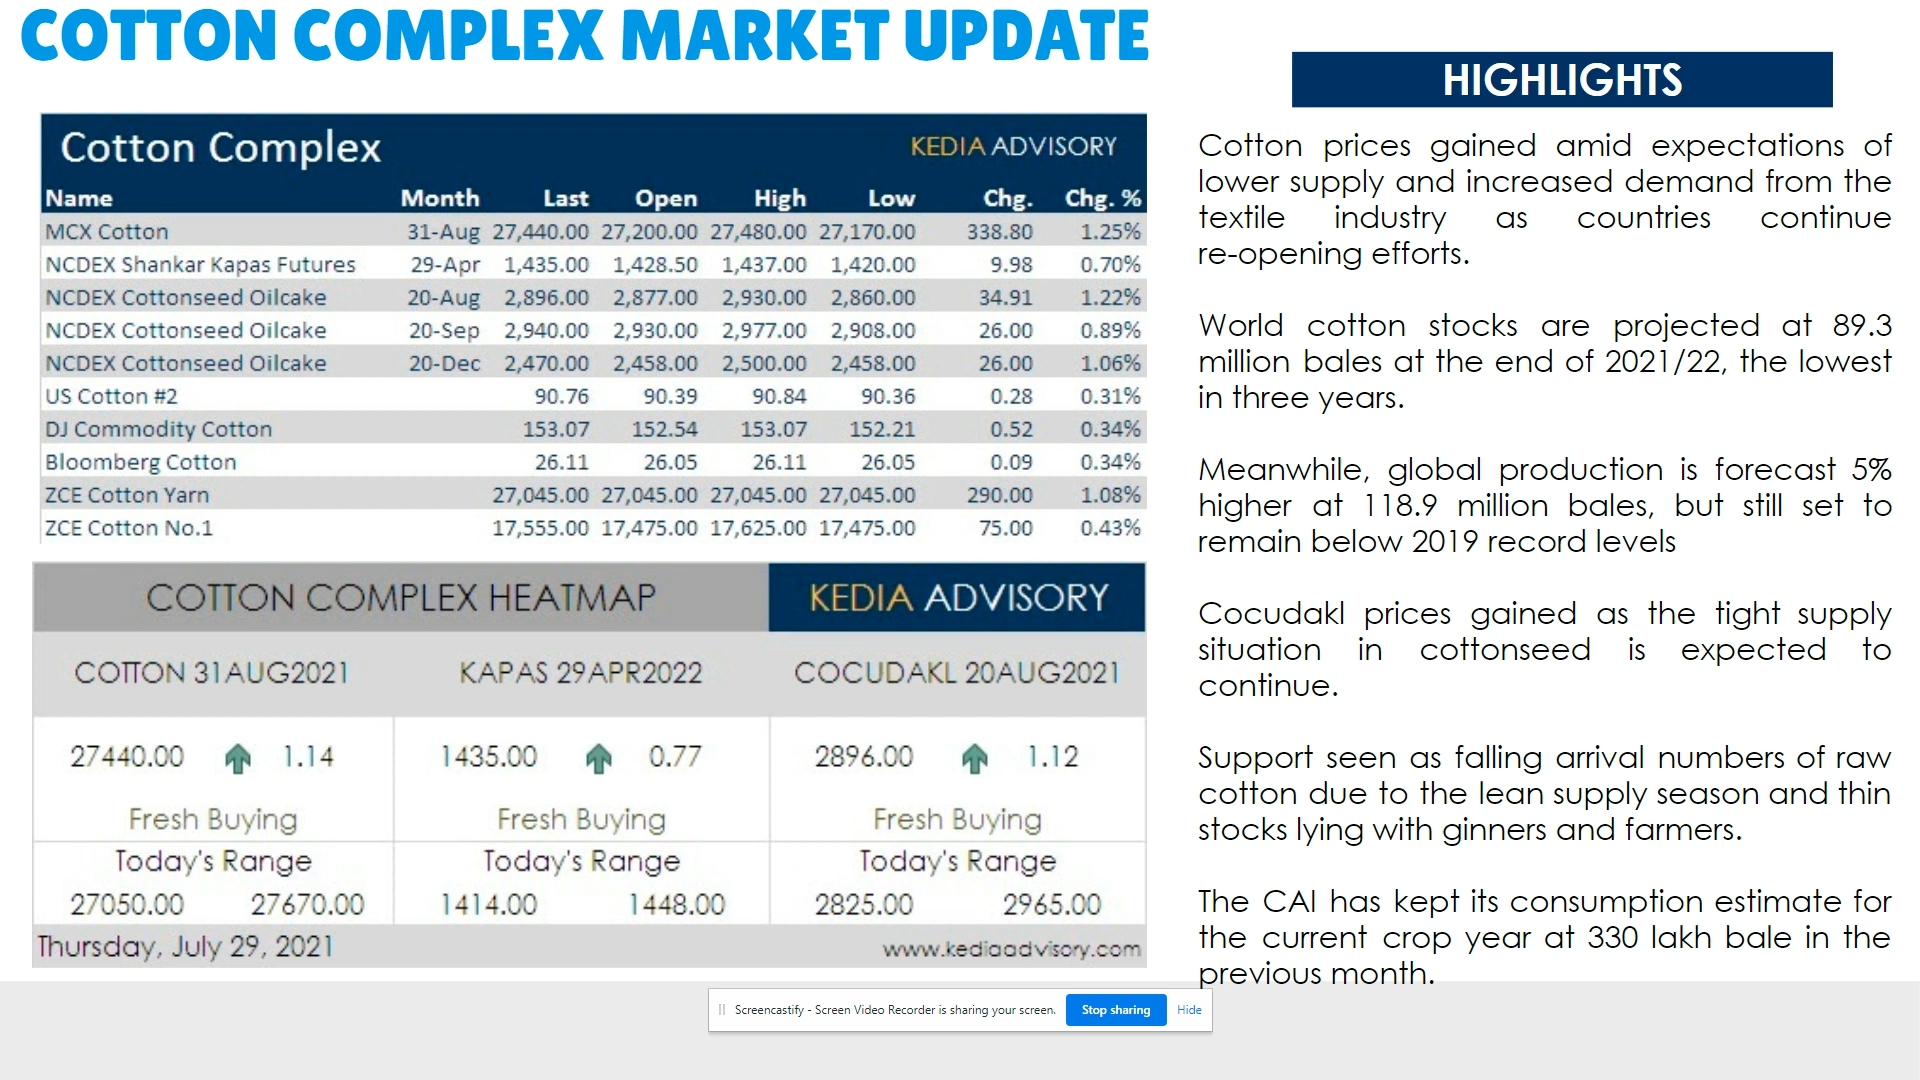 COTTON COMPLEX MARKET UPDATE
Cotton Complex KEDIA ADVISORY
Name Month Last Open High Low Chg. Chg. %
MCX Cotton 31-Aug 27,440.00 27,200.00 27,480.00 27,170.00 338.80 1.25%
NCDEX Shankar Kapas Futures 29-Apr 1,435.00 1,428.50 1,437.00 1,420.00 9.98 0.70%
NCDEX Cottonseed Oilcake 20-Aug 2,896.00 2,877.00 2,930.00 2,860.00 34.91 1.22%
NCDEX Cottonseed Oilcake 20-Sep 2,940.00 2,930.00 2,977.00 2,908.00 26.00 0.89%
NCDEX Cottonseed Oilcake 20-Dec 2,470.00 2,458.00 2,500.00 2,458.00 26.00 1.06%
US Cotton #2 90.76 90.39 90.84 90.36 0.28 0.31%
DJ Commodity Cotton 153.07 152.54 153.07 152.21 0.52 0.34%
Bloomberg Cotton 26.11 26.05 26.11 26.05 0.09 0.34%
ZCE Cotton Yarn 27,045.00 27,045.00 27,045.00 27,045.00 290.00 1.08%
ZCE Cotton No.1 17,555.00 17,475.00 17,625.00 17,475.00 75.00 0.43%
COTTON COMPLEX HEATMAP KEDIA ADVISORY
COTTON 31AUG2021 KAPAS 29APR2022 COCUDAKL 20AUG2021
27440.00 1.14 1435.00 0.77 2896.00 1.12
Fresh Buying Fresh Buying Fresh Buying
Today's Range Today's Range Today's Range
27050.00 27670.00 1414.00 1448.00 2825.00 2965.00
Thursday, July 29, 2021 www.kediaadvisory.com
HIGHLIGHTS
Cotton prices gained amid expectations of
lower supply and increased demand from the
textile industry as countries continue
re-opening efforts.
World cotton stocks are projected at 89.3
million bales at the end of 2021/22, the lowest
in three years.
Meanwhile, global production is forecast 5%
higher at 118.9 million bales, but still set to
remain below 2019 record levels
Cocudakl prices gained as the tight supply
situation in cottonseed is expected to
continue.
Support seen as falling arrival numbers of raw
cotton due to the lean supply season and thin
stocks lying with ginners and farmers.
The CAI has kept its consumption estimate for
the current crop year at 330 lakh bale in the
previous month.
Screencastify - Screen Video Recorder is sharing your screen. Stop sharing Hide